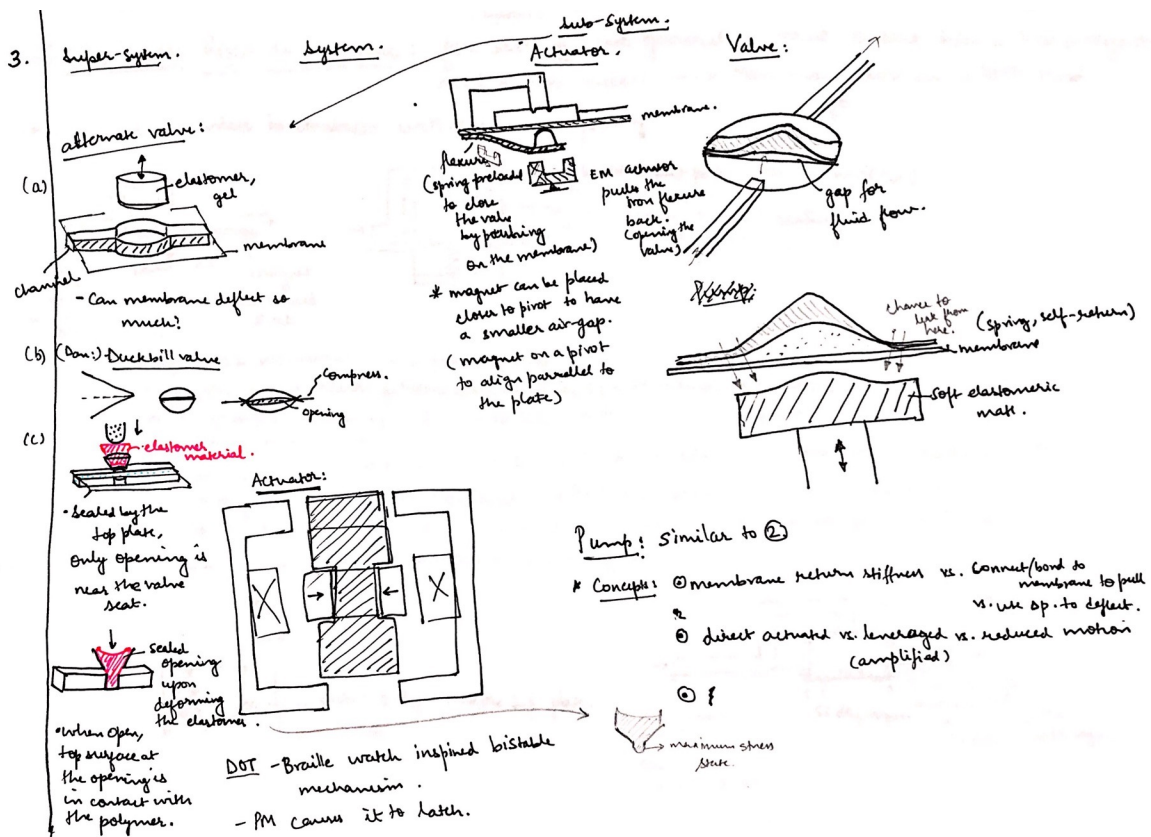 3.
Super-system.
System.
Sub-System.
Actuator.
Valve:
alternate valve:
(a)
elastomer,
gel
membrane
channel
- Can membrane deflect so
much?
(b) (Dan:) Duckbill valve
compress.
opening
(c)
elastomer
material.
• Sealed by the
top plate,
only opening is
near the valve
seat.
sealed
opening
upon
deforming
the elastomer.
• When open,
top surface at
the opening is
in contact with
the polymer.
membrane.
flexure
(spring preloaded
to close
the valve
by pushing
on the membrane)
EM actuator
pulls the
iron flexure
back.
(opening the
valve)
* magnet can be placed
closer to pivot to have
a smaller air-gap.
(magnet on a pivot
to align parrellel to
the plate)
gap for
fluid flow.
chance to
leak from
here.
(spring, self-return)
membrane
Soft elastomeric
matl.
Actuator:
DOT - Braille watch inspired bistable
mechanism.
- PM causes it to latch.
Pump: similar to ②
* Concepts: ⊙ membrane return stiffness vs. connect/bond to
membrane to pull
vs. use sp. to deflect.
⊙ direct actuated vs. leveraged vs. reduced motion
(amplified)
⊙
maximum stress
state.